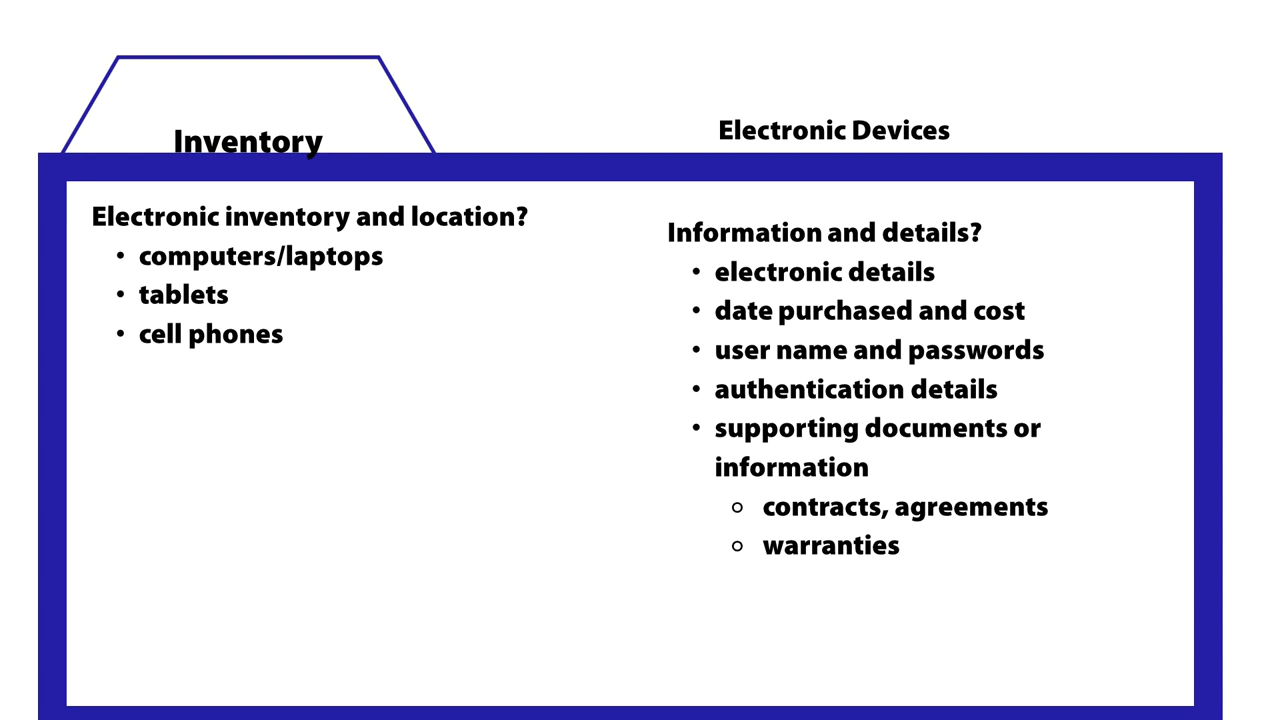 Inventory
Electronic Devices
Electronic inventory and location?
• computers/laptops
• tablets
• cell phones
Information and details?
• electronic details
• date purchased and cost
• user name and passwords
• authentication details
• supporting documents or
information
○ contracts, agreements
○ warranties